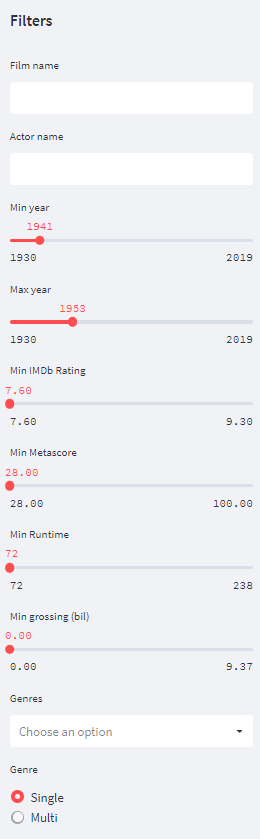 Filters
Film name
Actor name
Min year
1941
1930 2019
Max year
1953
1930 2019
Min IMDb Rating
7.60
7.60 9.30
Min Metascore
28.00
28.00 100.00
Min Runtime
72
72 238
Min grossing (bil)
0.00
0.00 9.37
Genres
Choose an option
Genre
Single
Multi